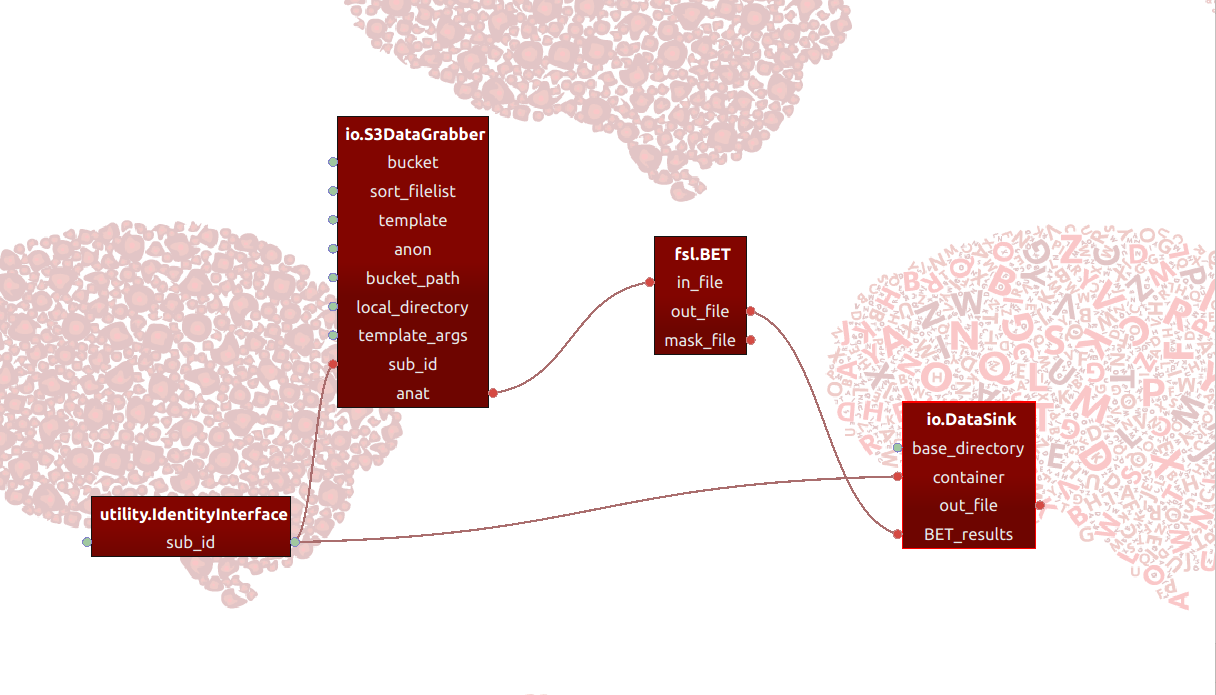 io.S3DataGrabber
bucket
sort_filelist
template
anon
bucket_path
local_directory
template_args
sub_id
anat
fsl.BET
in_file
out_file
mask_file
io.DataSink
base_directory
container
out_file
BET_results
utility.IdentityInterface
sub_id